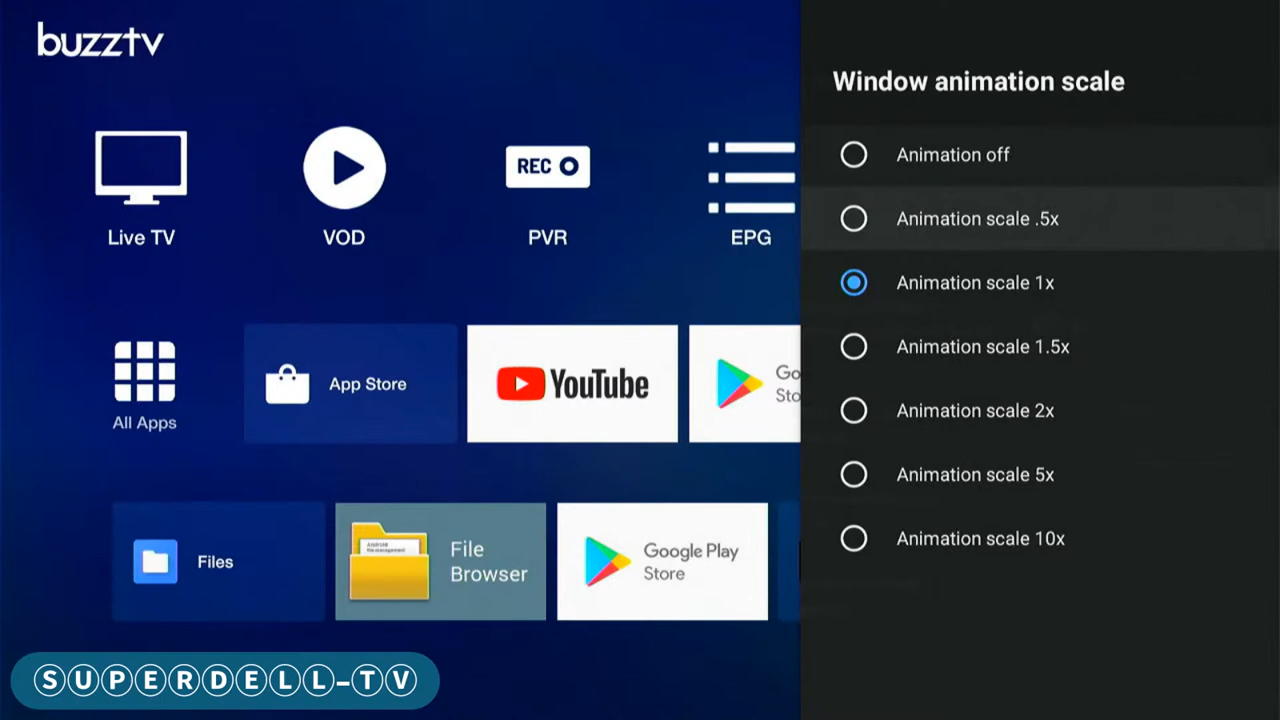 buzztv
Live TV
VOD
REC
PVR
EPG
All Apps
App Store
YouTube
Go
Sto
Files
File
Browser
Google Play
Store
Window animation scale
Animation off
Animation scale .5x
Animation scale 1x
Animation scale 1.5x
Animation scale 2x
Animation scale 5x
Animation scale 10x
ⓈⓊⓅⒺⓇⒹⒺⓁⓁ–ⓉⓋ